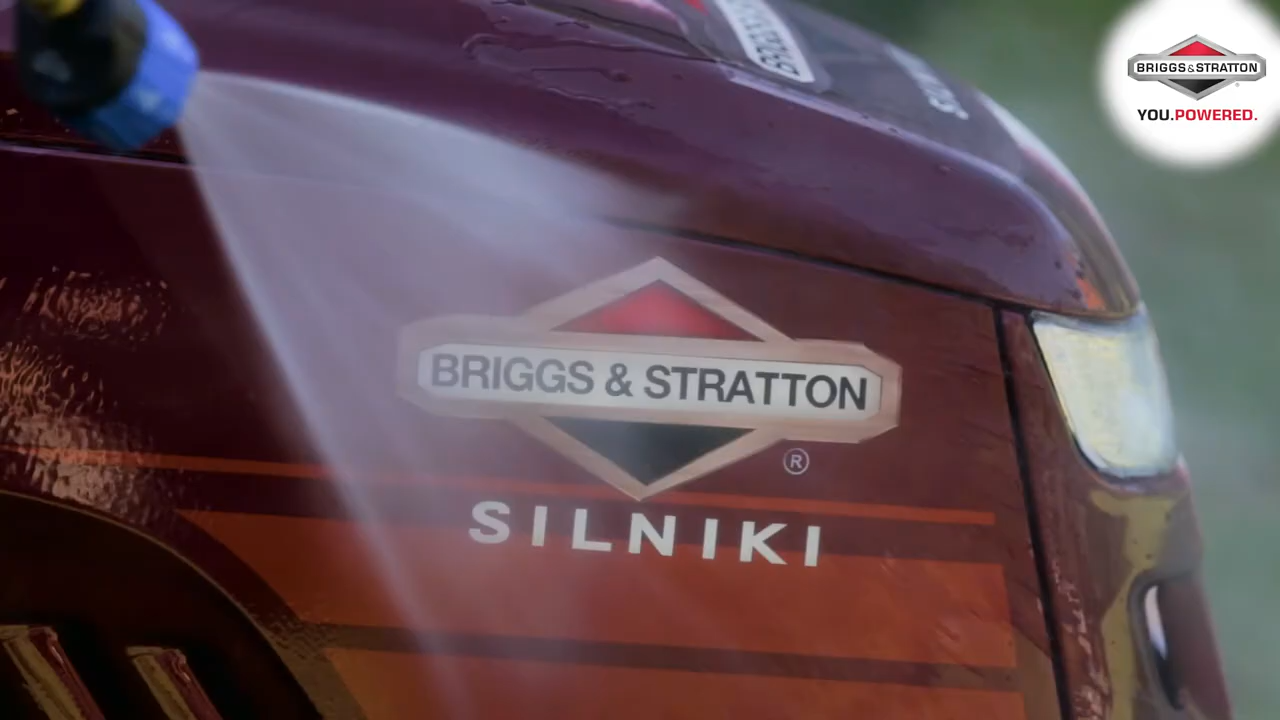 BRIGGS & STRATTON
YOU.POWERED.
BRIGGS & STRATTON
®
SILNIKI